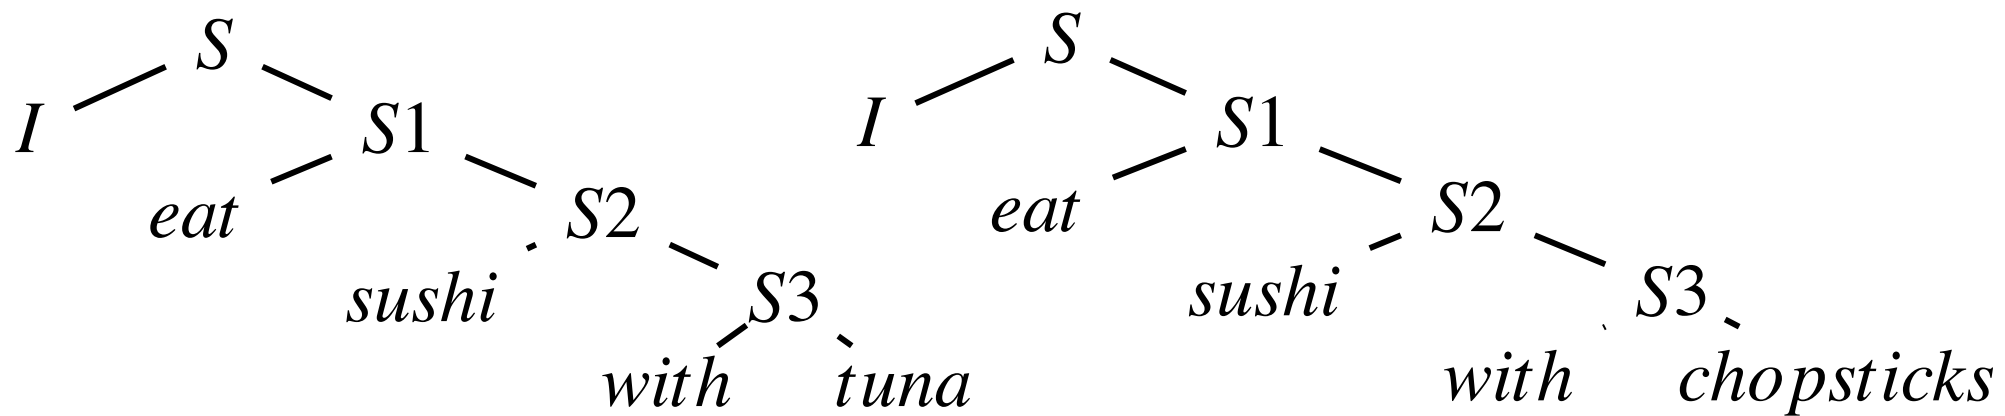 S S
I S1 I S1
eat S2 eat S2
sushi S3 sushi S3
with tuna with chopsticks